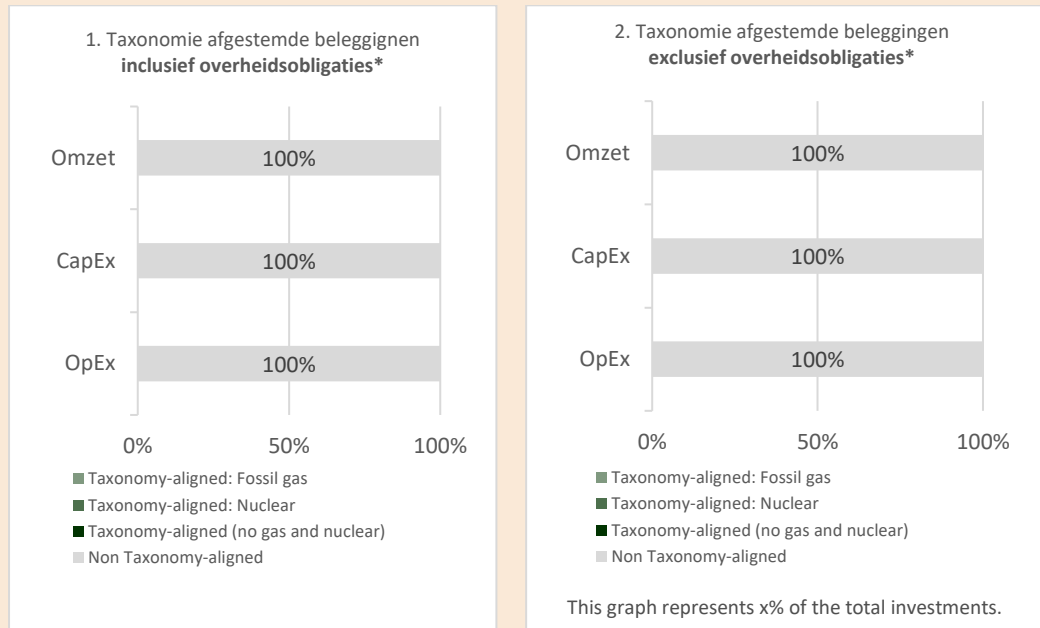 1. Taxonomie afgestemde beleggignen
inclusief overheidsobligaties*
Omzet
100%
CapEx
100%
OpEx
100%
0%
50%
100%
Taxonomy-aligned: Fossil gas
Taxonomy-aligned: Nuclear
Taxonomy-aligned (no gas and nuclear)
Non Taxonomy-aligned
2. Taxonomie afgestemde beleggingen
exclusief overheidsobligaties*
Omzet
100%
CapEx
100%
OpEx
100%
0%
50%
100%
Taxonomy-aligned: Fossil gas
Taxonomy-aligned: Nuclear
Taxonomy-aligned (no gas and nuclear)
Non Taxonomy-aligned
This graph represents x% of the total investments.